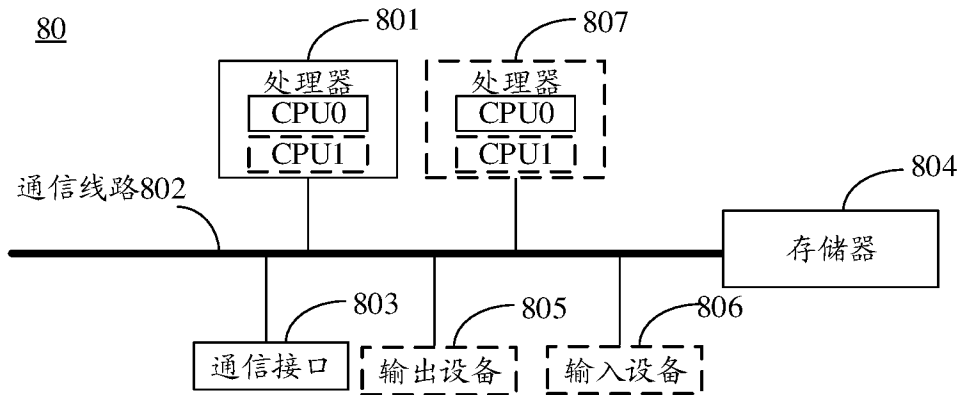 80
801
807
处理器
CPU0
CPU1
处理器
CPU0
CPU1
通信线路802
804
存储器
803
通信接口
805
输出设备
806
输入设备